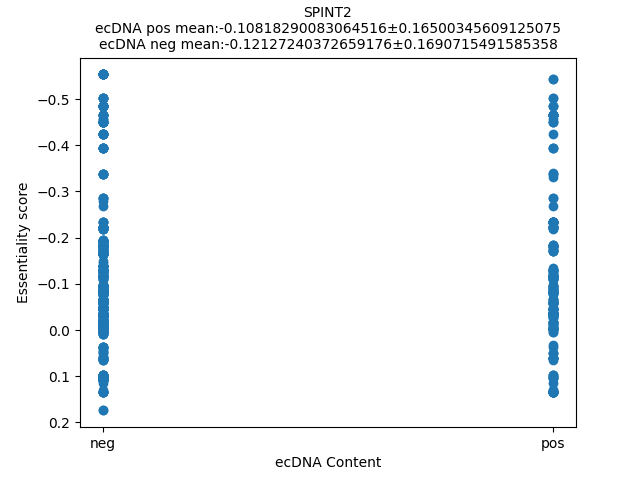 SPINT2
ecDNA pos mean:-0.10818290083064516±0.16500345609125075
ecDNA neg mean:-0.12127240372659176±0.1690715491585358
−0.5
−0.4
−0.3
−0.2
−0.1
0.0
0.1
0.2
Essentiality score
neg
pos
ecDNA Content